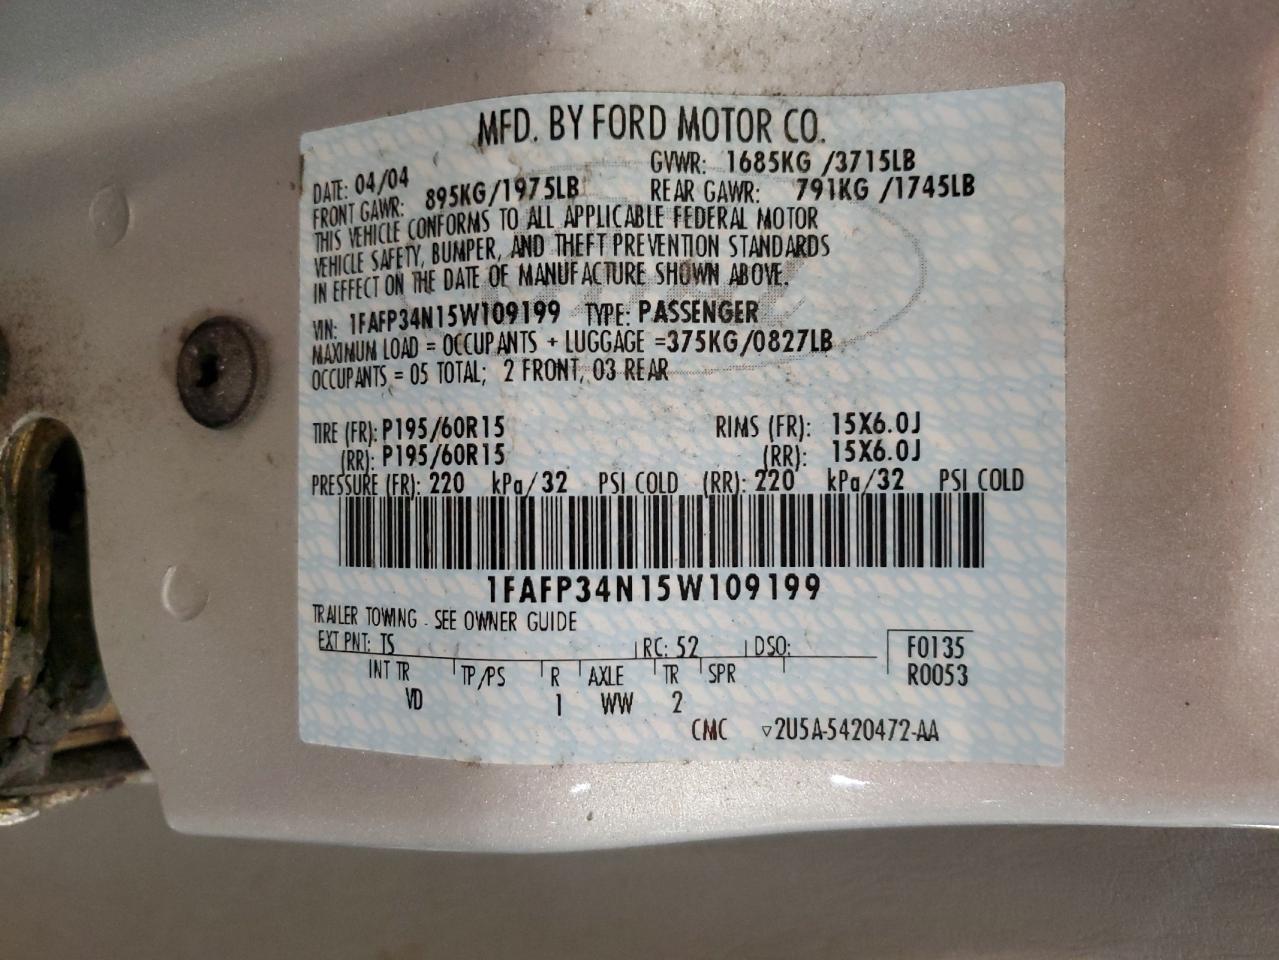 MFD. BY FORD MOTOR CO.
DATE: 04/04 GVWR: 1685KG /3715LB
FRONT GAWR: 895KG/1975LB REAR GAWR: 791KG /1745LB
THIS VEHICLE CONFORMS TO ALL APPLICABLE FEDERAL MOTOR
VEHICLE SAFETY, BUMPER, AND THEFT PREVENTION STANDARDS
IN EFFECT ON THE DATE OF MANUFACTURE SHOWN ABOVE.
VIN: 1FAFP34N15W109199 TYPE: PASSENGER
MAXIMUM LOAD = OCCUPANTS + LUGGAGE =375KG/0827LB
OCCUPANTS = 05 TOTAL; 2 FRONT, 03 REAR
TIRE (FR): P195/60R15 RIMS (FR): 15X6.0J
(RR): P195/60R15 (RR): 15X6.0J
PRESSURE (FR): 220 kPa/32 PSI COLD (RR): 220 kPa/32 PSI COLD
1FAFP34N15W109199
TRAILER TOWING - SEE OWNER GUIDE
EXT PNT: TS RC: 52 DSO: F0135
INT TR TP/PS R AXLE TR SPR R0053
VD 1 WW 2
CMC ▽2U5A-5420472-AA